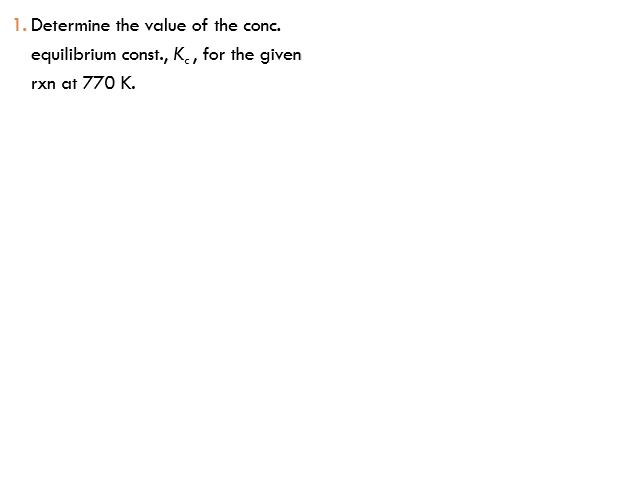 1. Determine the value of the conc.
equilibrium const., Kc , for the given
rxn at 770 K.